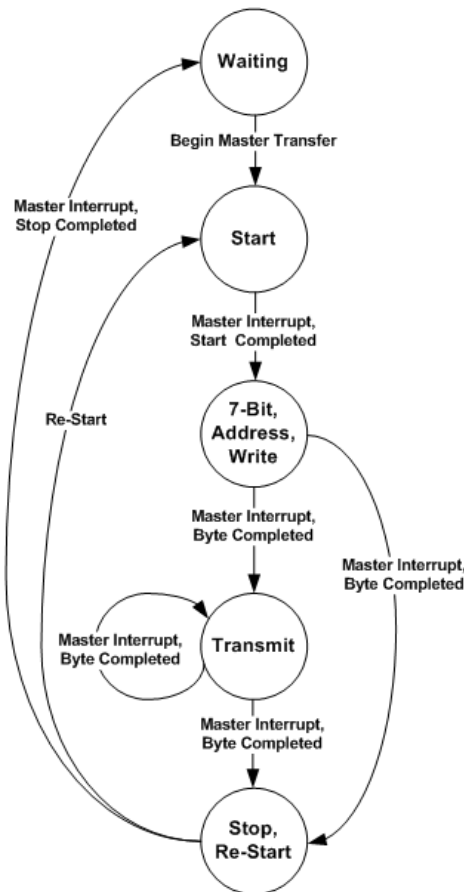 Waiting
Begin Master Transfer
Master Interrupt,
Stop Completed
Start
Master Interrupt,
Start  Completed
Re-Start
7-Bit,
Address,
Write
Master Interrupt,
Byte Completed
Master Interrupt,
Byte Completed
Master Interrupt,
Byte Completed
Transmit
Master Interrupt,
Byte Completed
Stop,
Re-Start